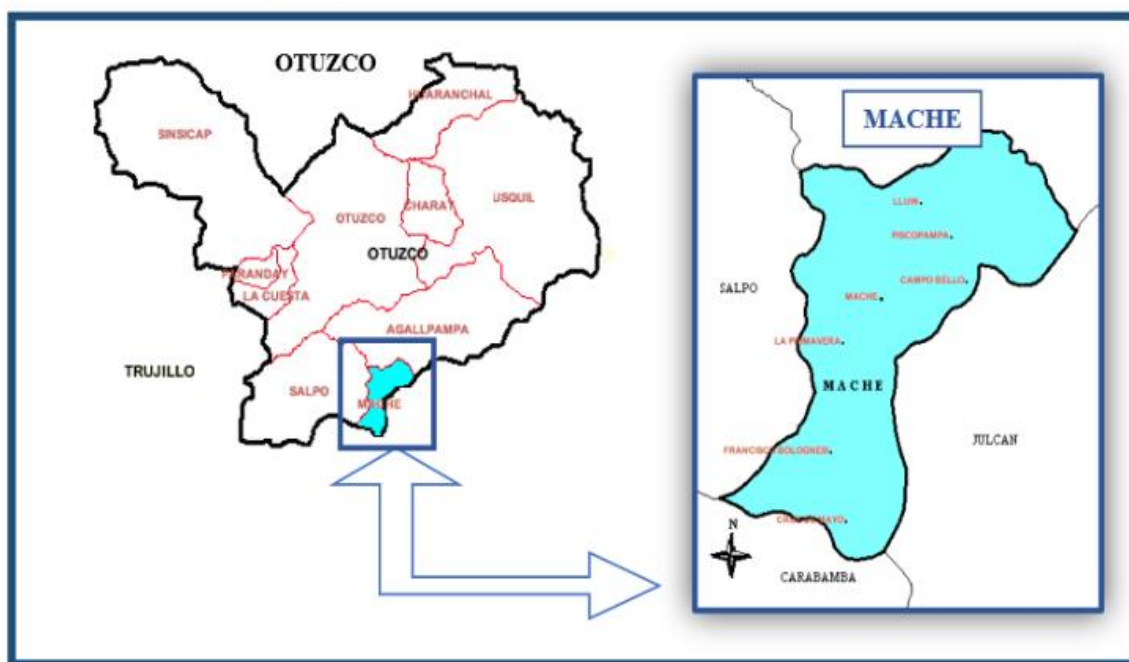 OTUZCO
HUARANCHAL
SINSICAP
CHARAT
USQUIL
OTUZCO
OTUZCO
PARANDAY
LA CUESTA
AGALLPAMPA
TRUJILLO
SALPO
MACHE
MACHE
LLUIN
PISCOPAMPA
CAMPO BELLO
SALPO
MACHE
LA PRIMAVERA
MACHE
JULCAN
FRANCISCO BOLOGNESI
MAYO
N
CARABAMBA